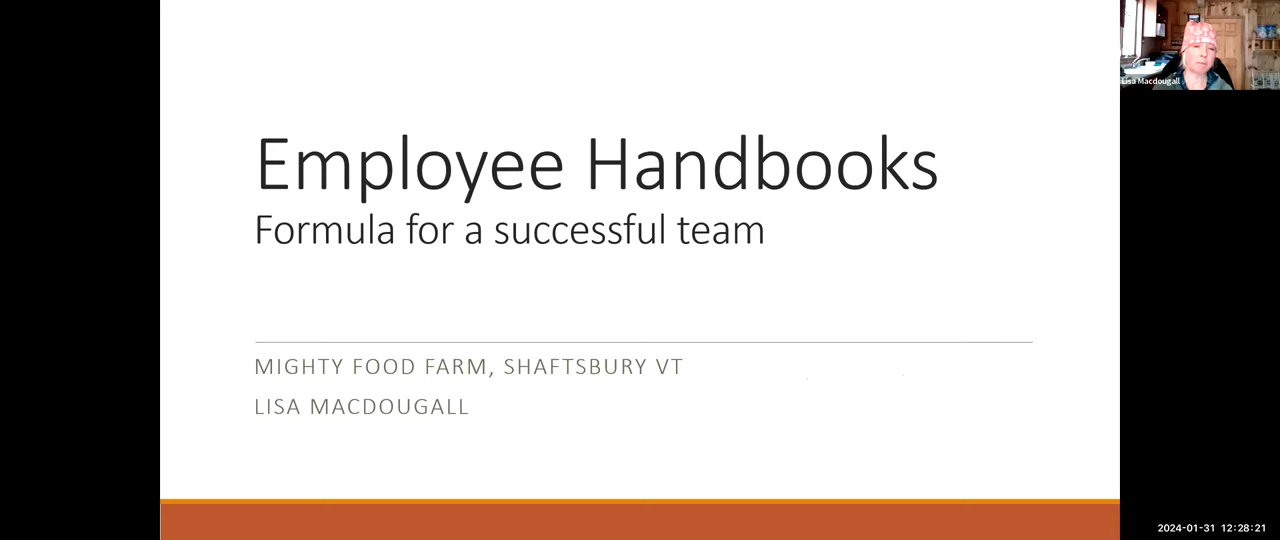 Lisa Macdougall
Employee Handbooks
Formula for a successful team
MIGHTY FOOD FARM, SHAFTSBURY VT
LISA MACDOUGALL
2024-01-31 12:28:21